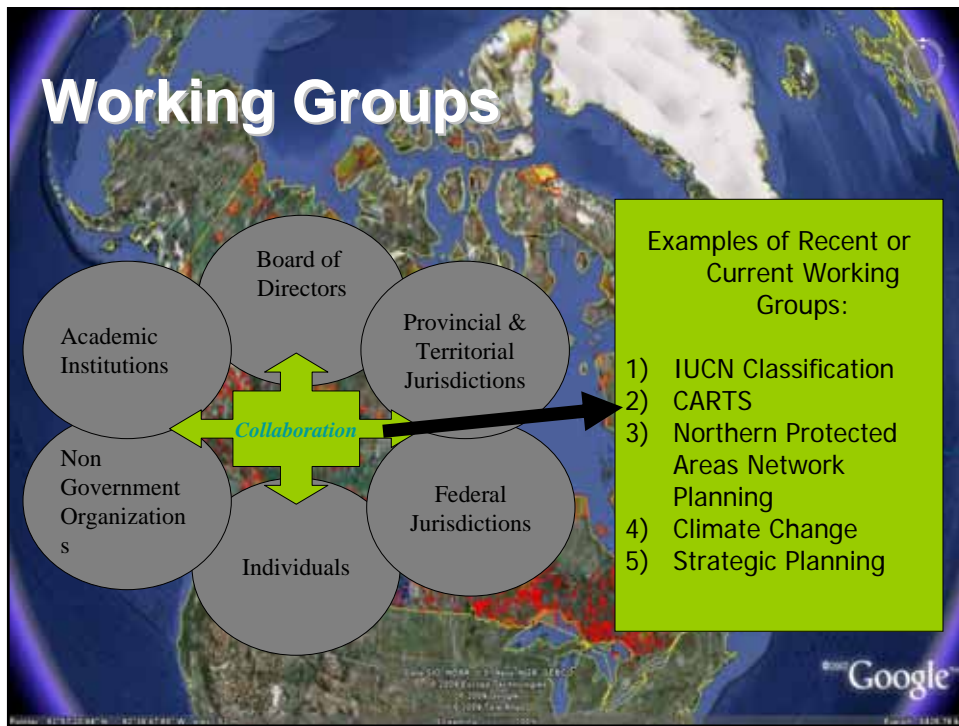 Working Groups
Board of
Directors
Academic
Institutions
Provincial &
Territorial
Jurisdictions
Collaboration
Non
Government
Organization
s
Federal
Jurisdictions
Individuals
Examples of Recent or
Current Working
Groups:
1) IUCN Classification
2) CARTS
3) Northern Protected
Areas Network
Planning
4) Climate Change
5) Strategic Planning
Google